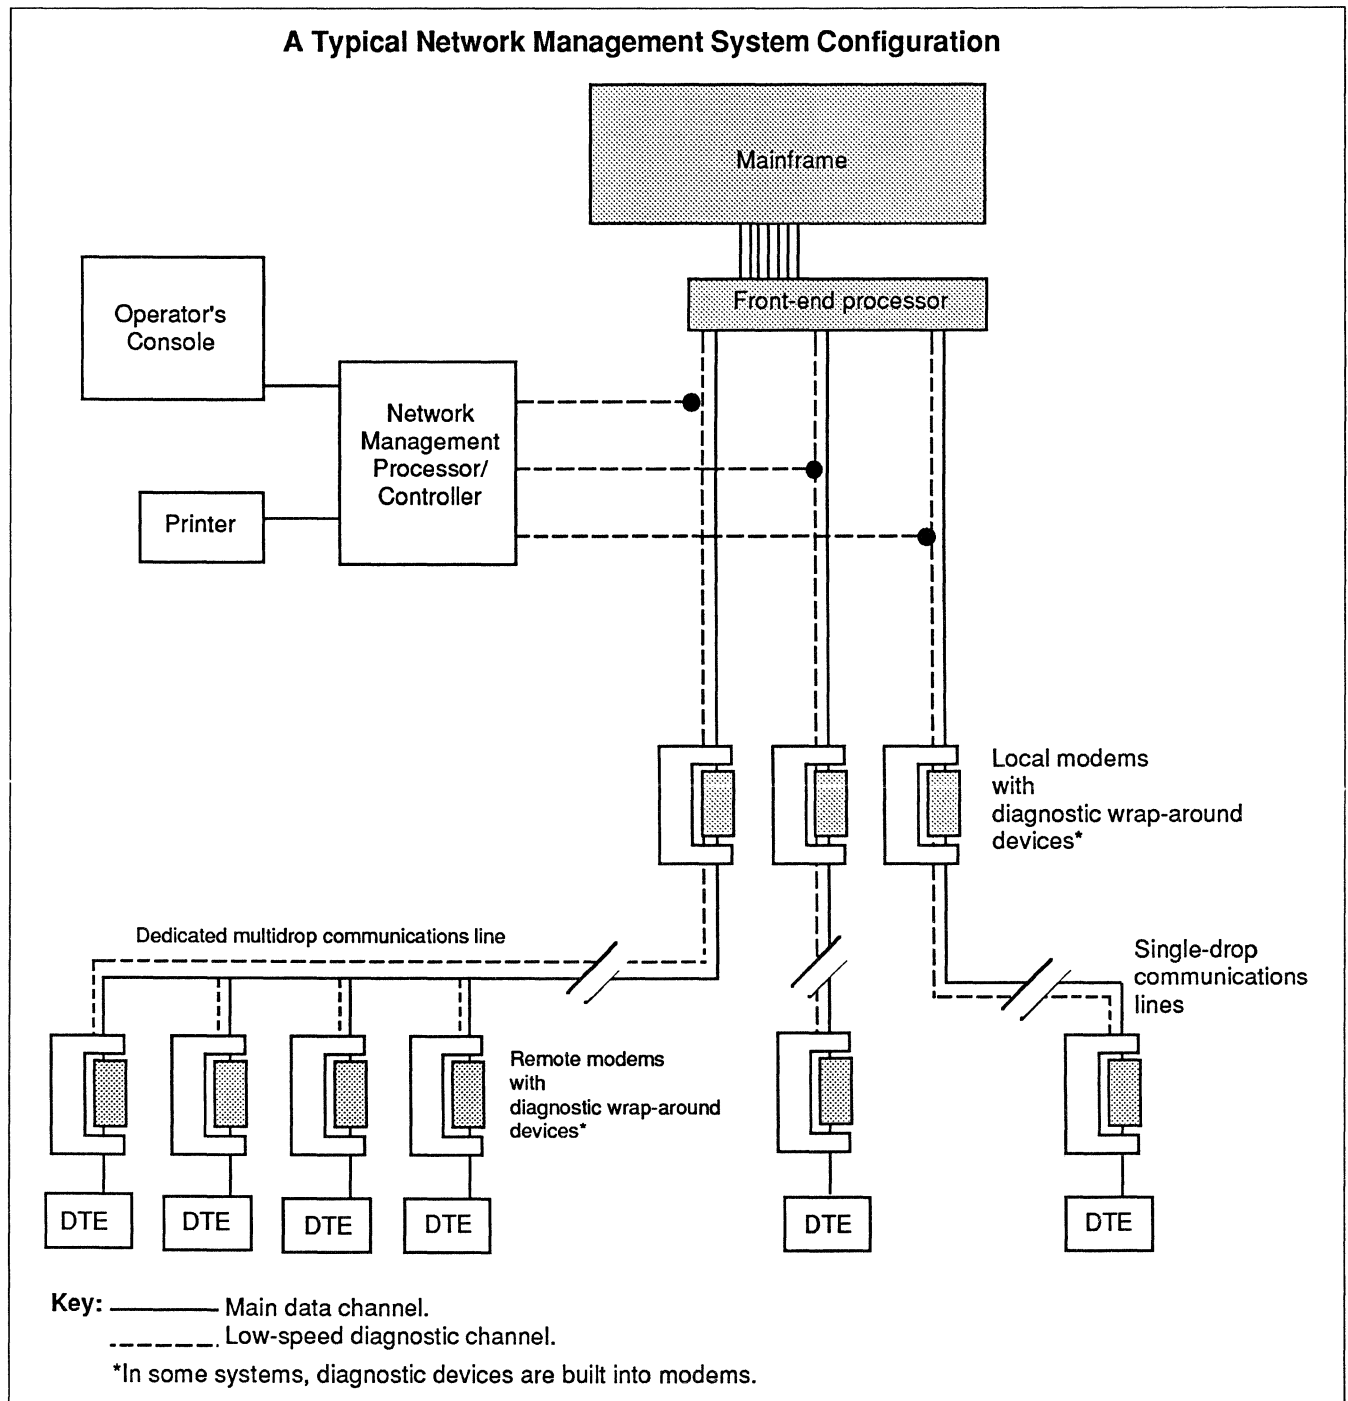 A Typical Network Management System Configuration
Mainframe
Front-end processor
Operator's
Console
Network
Management
Processor/
Controller
Printer
Local modems
with
diagnostic wrap-around
devices*
Dedicated multidrop communications line
Single-drop
communications
lines
Remote modems
with
diagnostic wrap-around
devices*
DTE
DTE
DTE
DTE
DTE
DTE
Key: Main data channel.
Low-speed diagnostic channel.
*In some systems, diagnostic devices are built into modems.